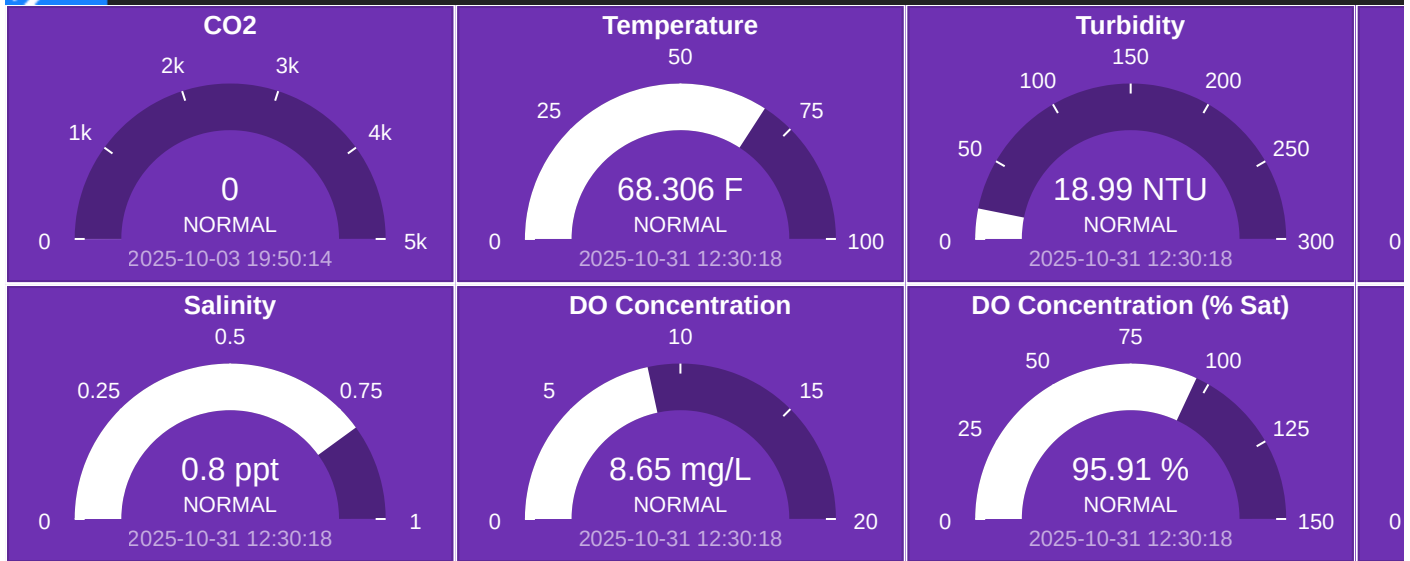 CO2
2k
3k
1k
4k
0
NORMAL
0
5k
2025-10-03 19:50:14
Temperature
50
25
75
68.306 F
NORMAL
0
100
2025-10-31 12:30:18
Turbidity
150
100
200
50
250
18.99 NTU
NORMAL
0
300
2025-10-31 12:30:18
0
Salinity
0.5
0.25
0.75
0.8 ppt
NORMAL
0
1
2025-10-31 12:30:18
DO Concentration
10
5
15
8.65 mg/L
NORMAL
0
20
2025-10-31 12:30:18
DO Concentration (% Sat)
75
50
100
25
125
95.91 %
NORMAL
0
150
2025-10-31 12:30:18
0